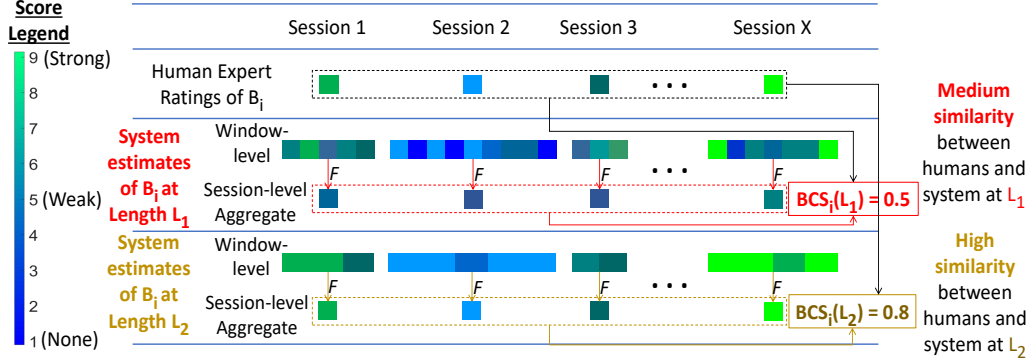 Score
Legend
9 (Strong)
8
7
6
5 (Weak)
4
3
2
1 (None)
Session 1 Session 2 Session 3 Session X
Human Expert
Ratings of Bi
. . .
System
estimates
of Bi at
Length L1
Window-
level
F F F . . . F
Session-level
Aggregate
BCSi(L1) = 0.5
Medium
similarity
between
humans and
system at L1
System
estimates
of Bi at
Length L2
Window-
level
F F F . . . F
Session-level
Aggregate
BCSi(L2) = 0.8
High
similarity
between
humans and
system at L2